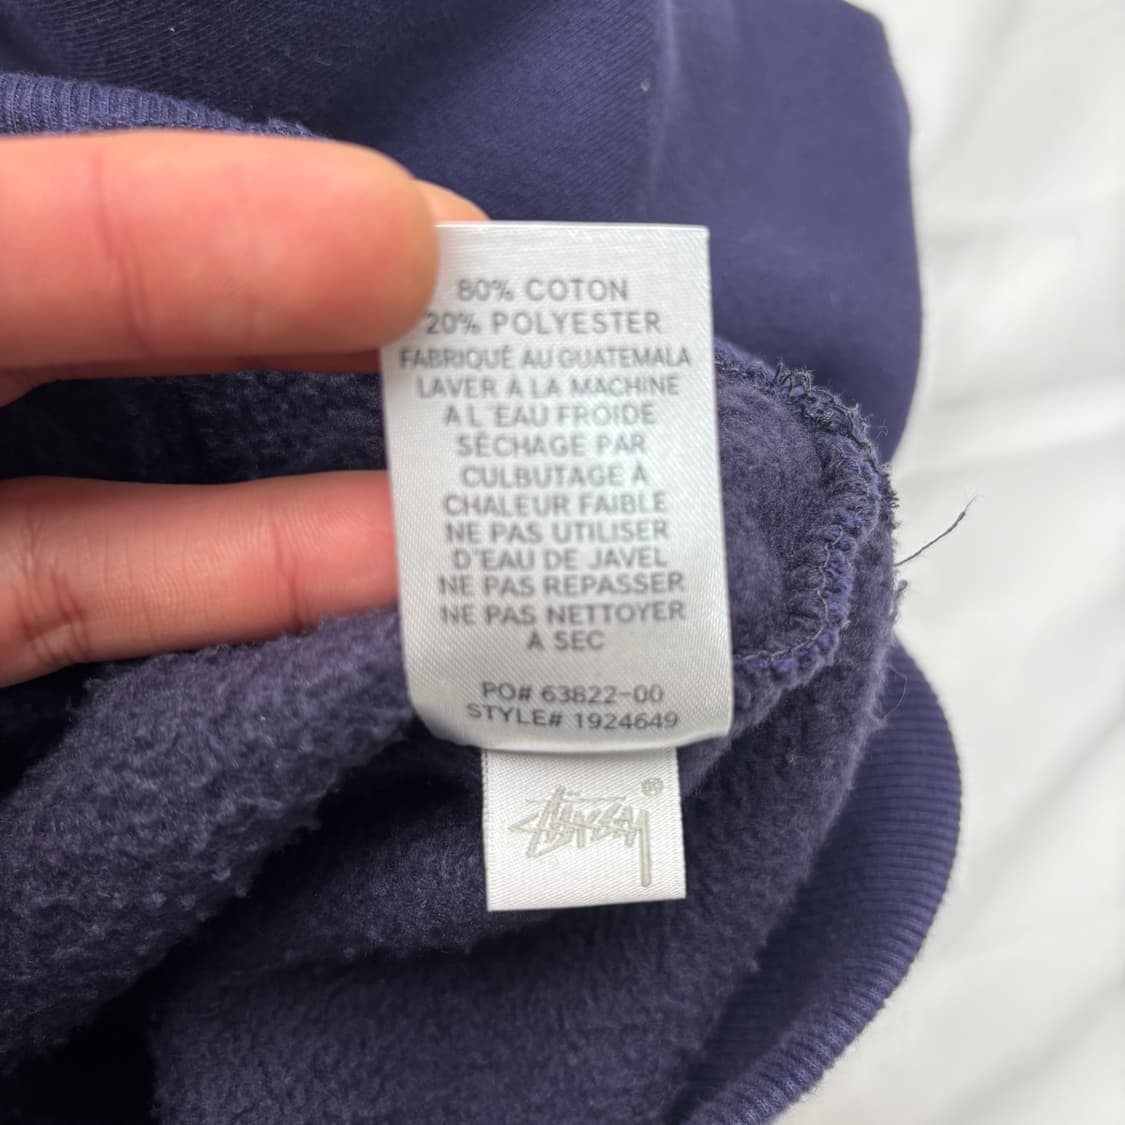 80% COTON
20% POLYESTER
FABRIQUÉ AU GUATEMALA
LAVER À LA MACHINE
A L'EAU FROIDE
SÉCHAGE PAR
CULBUTAGE À
CHALEUR FAIBLE
NE PAS UTILISER
D'EAU DE JAVEL
NE PAS REPASSER
NE PAS NETTOYER
À SEC
PO# 63822-00
STYLE# 1924649
Stüssy®